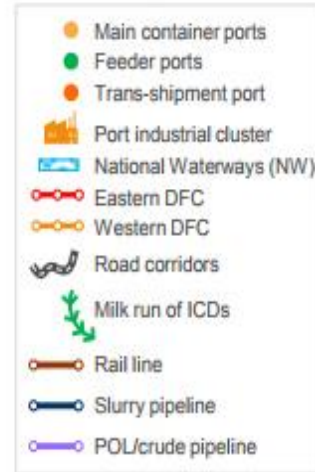 Main container ports
Feeder ports
Trans-shipment port
Port industrial cluster
National Waterways (NW)
Eastern DFC
Western DFC
Road corridors
Milk run of ICDs
Rail line
Slurry pipeline
POL/crude pipeline